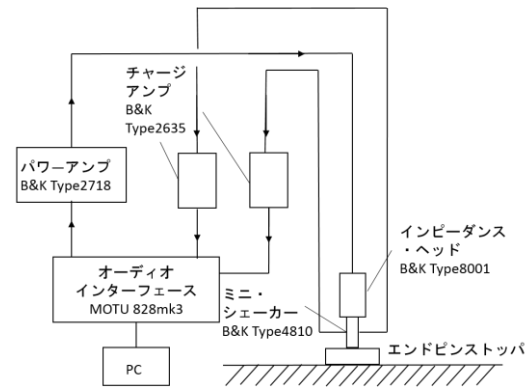 チャージ
アンプ
B&K
Type2635
パワーアンプ
B&K Type2718
オーディオ
インターフェース
MOTU 828mk3
PC
インピーダンス
・ヘッド
B&K Type8001
ミニ・
シェーカー
B&K Type4810
エンドピンストッパ